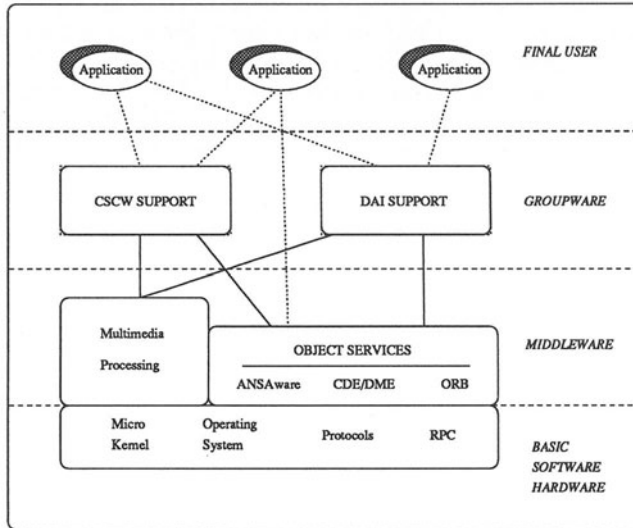 FINAL USER
Application
Application
Application
CSCW SUPPORT
DAI SUPPORT
GROUPWARE
Multimedia
Processing
OBJECT SERVICES
ANSAware CDE/DME ORB
MIDDLEWARE
Micro
Kernel
Operating
System
Protocols
RPC
BASIC
SOFTWARE
HARDWARE